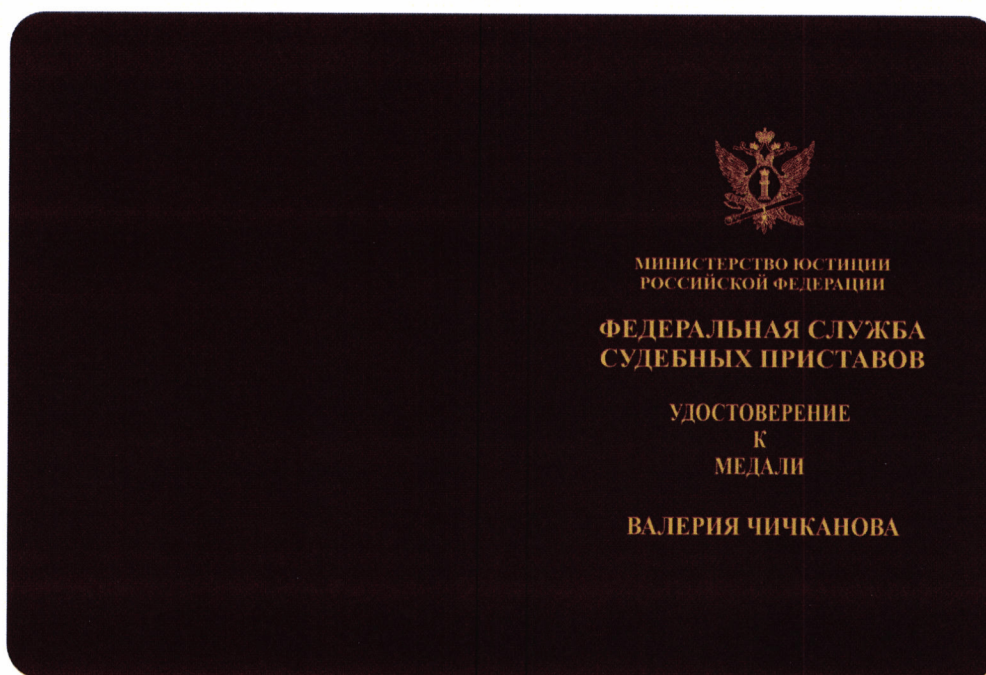 МИНИСТЕРСТВО ЮСТИЦИИ
РОССИЙСКОЙ ФЕДЕРАЦИИ
ФЕДЕРАЛЬНАЯ СЛУЖБА
СУДЕБНЫХ ПРИСТАВОВ
УДОСТОВЕРЕНИЕ
К
МЕДАЛИ
ВАЛЕРИЯ ЧИЧКАНОВА